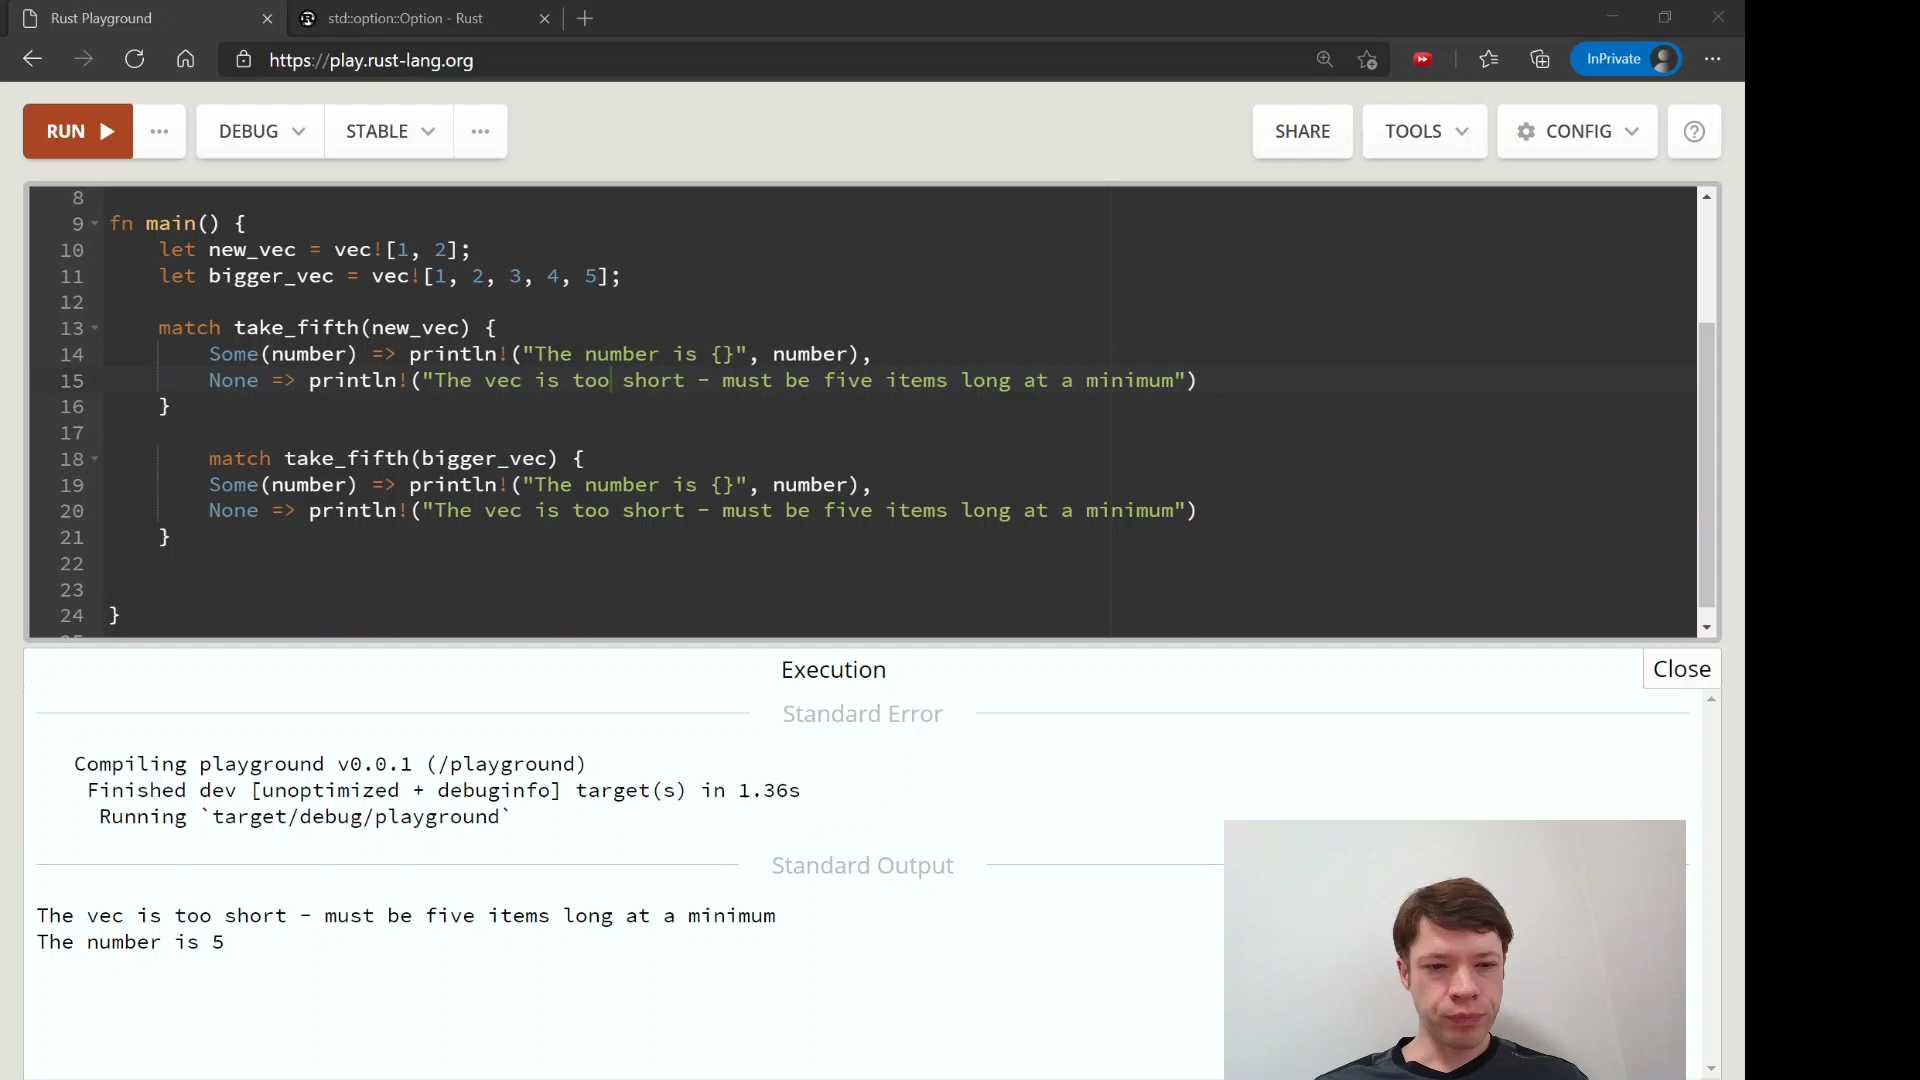 Rust Playground
std::option::Option - Rust
https://play.rust-lang.org
InPrivate
RUN
DEBUG
STABLE
SHARE
TOOLS
CONFIG
8
9 fn main() {
10 let new_vec = vec![1, 2];
11 let bigger_vec = vec![1, 2, 3, 4, 5];
12
13 match take_fifth(new_vec) {
14 Some(number) => println!("The number is {}", number),
15 None => println!("The vec is too short - must be five items long at a minimum")
16 }
17
18 match take_fifth(bigger_vec) {
19 Some(number) => println!("The number is {}", number),
20 None => println!("The vec is too short - must be five items long at a minimum")
21 }
22
23
24 }
Execution
Close
Standard Error
Compiling playground v0.0.1 (/playground)
Finished dev [unoptimized + debuginfo] target(s) in 1.36s
Running `target/debug/playground`
Standard Output
The vec is too short - must be five items long at a minimum
The number is 5